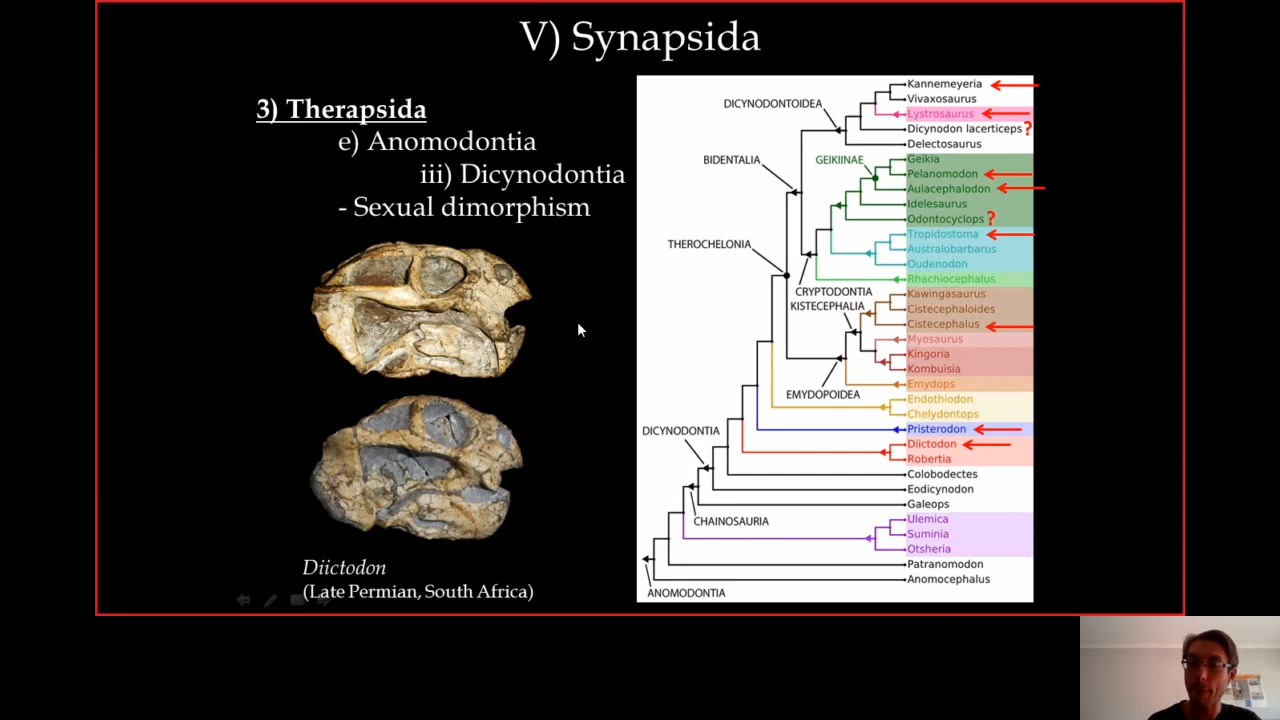 V) Synapsida
3) Therapsida
e) Anomodontia
iii) Dicynodontia
- Sexual dimorphism
Diictodon
(Late Permian, South Africa)
Kannemeyeria
Vivaxosaurus
DICYNODONTOIDEA
Lystrosaurus
Dicynodon lacerticeps ?
Delectosaurus
BIDENTALIA
GEIKIINAE
Geikia
Pelanomodon
Aulacephalodon
Idelesaurus
Odontocyclops ?
Tropidostoma
THEROCHELONIA
Australobarbarus
Oudenodon
Rhachiocephalus
CRYPTODONTIA
KISTECEPHALIA
Kawingasaurus
Cistecephaloides
Cistecephalus
Myosaurus
Kingoria
Kombuisia
Emydops
EMYDOPOIDEA
Endothiodon
Chelydontops
DICYNODONTIA
Pristerodon
Diictodon
Robertia
Colobodectes
Eodicynodon
Galeops
CHAINOSAURIA
Ulemica
Suminia
Otsheria
Patranomodon
Anomocephalus
ANOMODONTIA